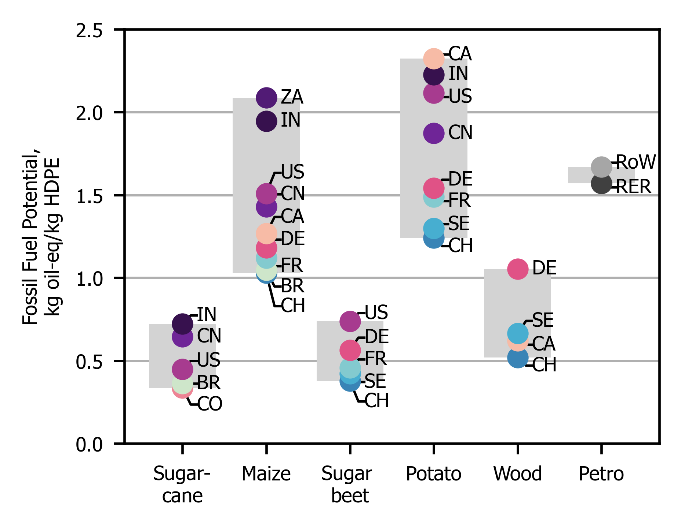 2.5
2.0
1.5
1.0
0.5
0.0
Fossil Fuel Potential,
kg oil-eq/kg HDPE
IN
CN
US
BR
CO
ZA
IN
US
CN
CA
DE
FR
BR
CH
US
DE
FR
SE
CH
CA
IN
US
CN
DE
FR
SE
CH
DE
SE
CA
CH
RoW
RER
Sugar-
cane
Maize
Sugar
beet
Potato
Wood
Petro